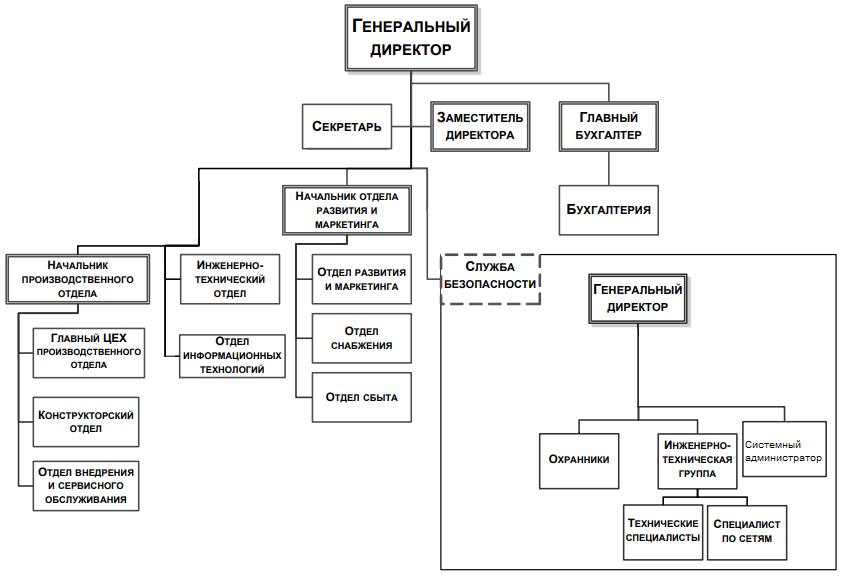 ГЕНЕРАЛЬНЫЙ
ДИРЕКТОР
СЕКРЕТАРЬ
ЗАМЕСТИТЕЛЬ
ДИРЕКТОРА
ГЛАВНЫЙ
БУХГАЛТЕР
БУХГАЛТЕРИЯ
НАЧАЛЬНИК ОТДЕЛА
РАЗВИТИЯ И
МАРКЕТИНГА
НАЧАЛЬНИК
ПРОИЗВОДСТВЕННОГО
ОТДЕЛА
ИНЖЕНЕРНО-
ТЕХНИЧЕСКИЙ
ОТДЕЛ
ОТДЕЛ РАЗВИТИЯ
И МАРКЕТИНГА
СЛУЖБА
БЕЗОПАСНОСТИ
ГЛАВНЫЙ ЦЕХ
ПРОИЗВОДСТВЕННОГО
ОТДЕЛА
ОТДЕЛ
ИНФОРМАЦИОННЫХ
ТЕХНОЛОГИЙ
ОТДЕЛ
СНАБЖЕНИЯ
ОТДЕЛ СБЫТА
КОНСТРУКТОРСКИЙ
ОТДЕЛ
ОТДЕЛ ВНЕДРЕНИЯ
И СЕРВИСНОГО
ОБСЛУЖИВАНИЯ
ГЕНЕРАЛЬНЫЙ
ДИРЕКТОР
ОХРАННИКИ
ИНЖЕНЕРНО-
ТЕХНИЧЕСКАЯ
ГРУППА
Системный
администратор
ТЕХНИЧЕСКИЕ
СПЕЦИАЛИСТЫ
СПЕЦИАЛИСТ
ПО СЕТЯМ